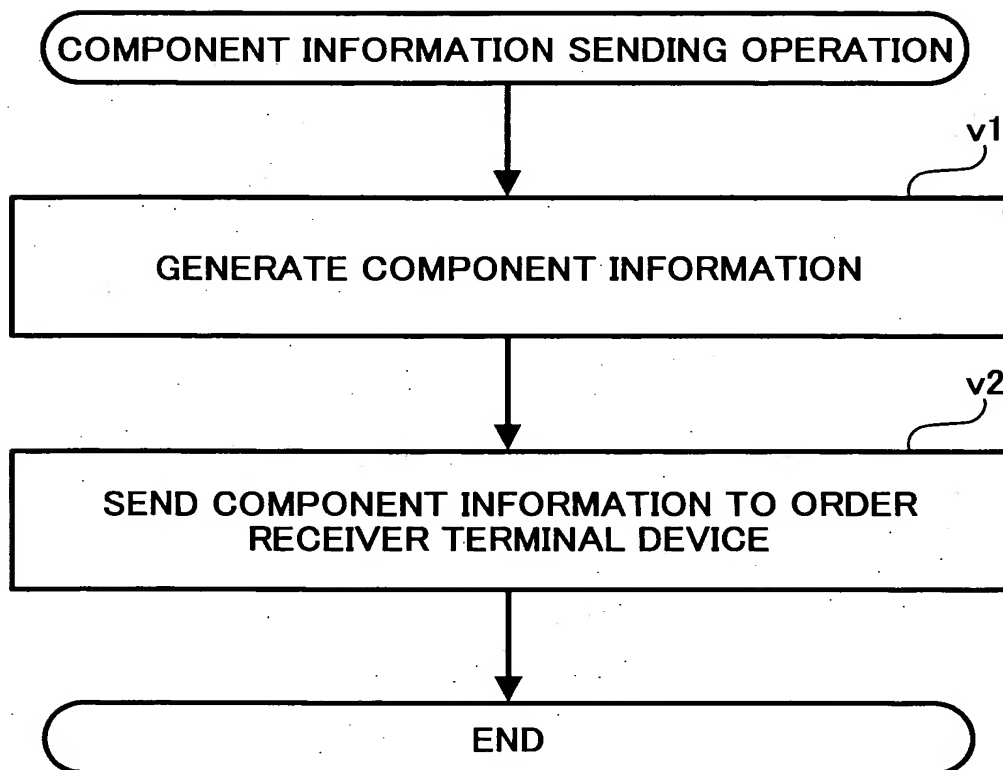 COMPONENT INFORMATION SENDING OPERATION
v1
GENERATE COMPONENT INFORMATION
v2
SEND COMPONENT INFORMATION TO ORDER
RECEIVER TERMINAL DEVICE
END